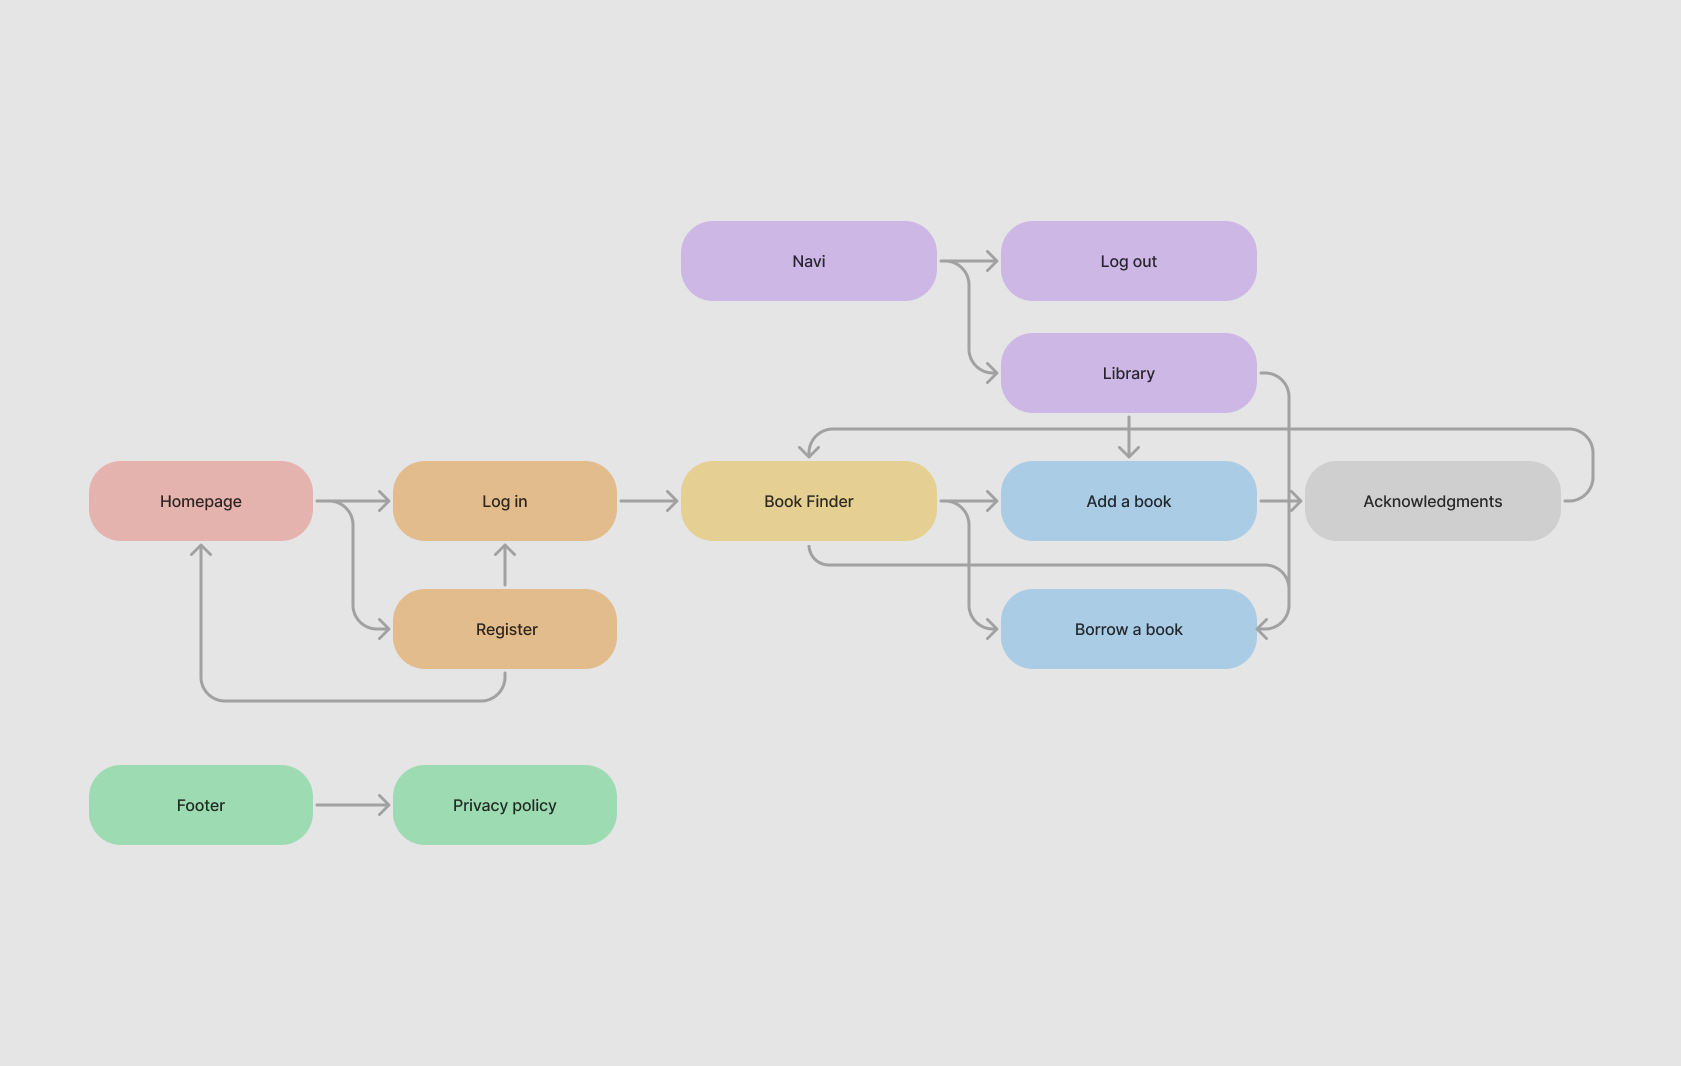 Navi
Log out
Library
Homepage
Log in
Book Finder
Add a book
Acknowledgments
Register
Borrow a book
Footer
Privacy policy